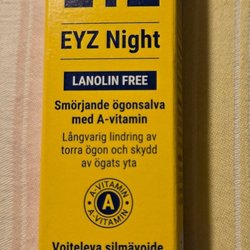 EYZ
EYZ Night
LANOLIN FREE
Smörjande ögonsalva
med A-vitamin
Långvarig lindring av
torra ögon och skydd
av ögats yta
A-VITAMIN
A
A-VITAMIN
Voiteleva silmävoide